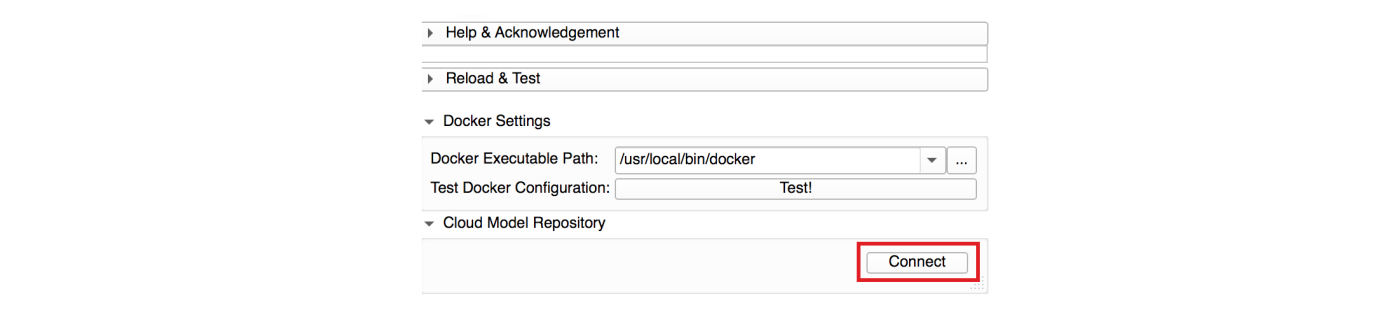 Help & Acknowledgement
Reload & Test
Docker Settings
Docker Executable Path: /usr/local/bin/docker ...
Test Docker Configuration: Test!
Cloud Model Repository
Connect